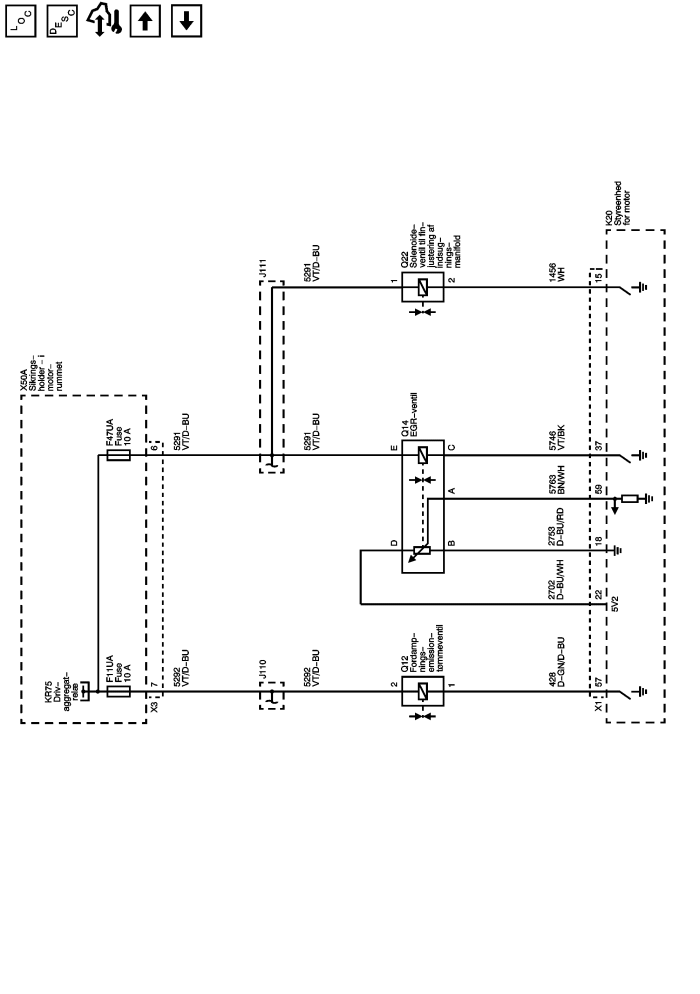 LOC
DESC
X50A
Sikrings–
holder – i
motor–
rummet
KR75
Driv–
aggregat–
relæ
F11UA
Fuse
10 A
F47UA
Fuse
10 A
X3
7
6
5292
VT/D–BU
5291
VT/D–BU
J110
J111
5292
VT/D–BU
5291
VT/D–BU
5291
VT/D–BU
Q12
Fordamp–
nings–
emission–
tømmeventil
2
1
Q14
EGR–ventil
D
E
B
A
C
Q22
Solenoide–
ventil til fin–
justering af
indsug–
nings–
manifold
1
2
428
D–GN/D–BU
2702
D–BU/WH
2753
D–BU/RD
5763
BN/WH
5746
VT/BK
1456
WH
X1
57
22
18
59
37
15
5V2
K20
Styreenhed
for motor